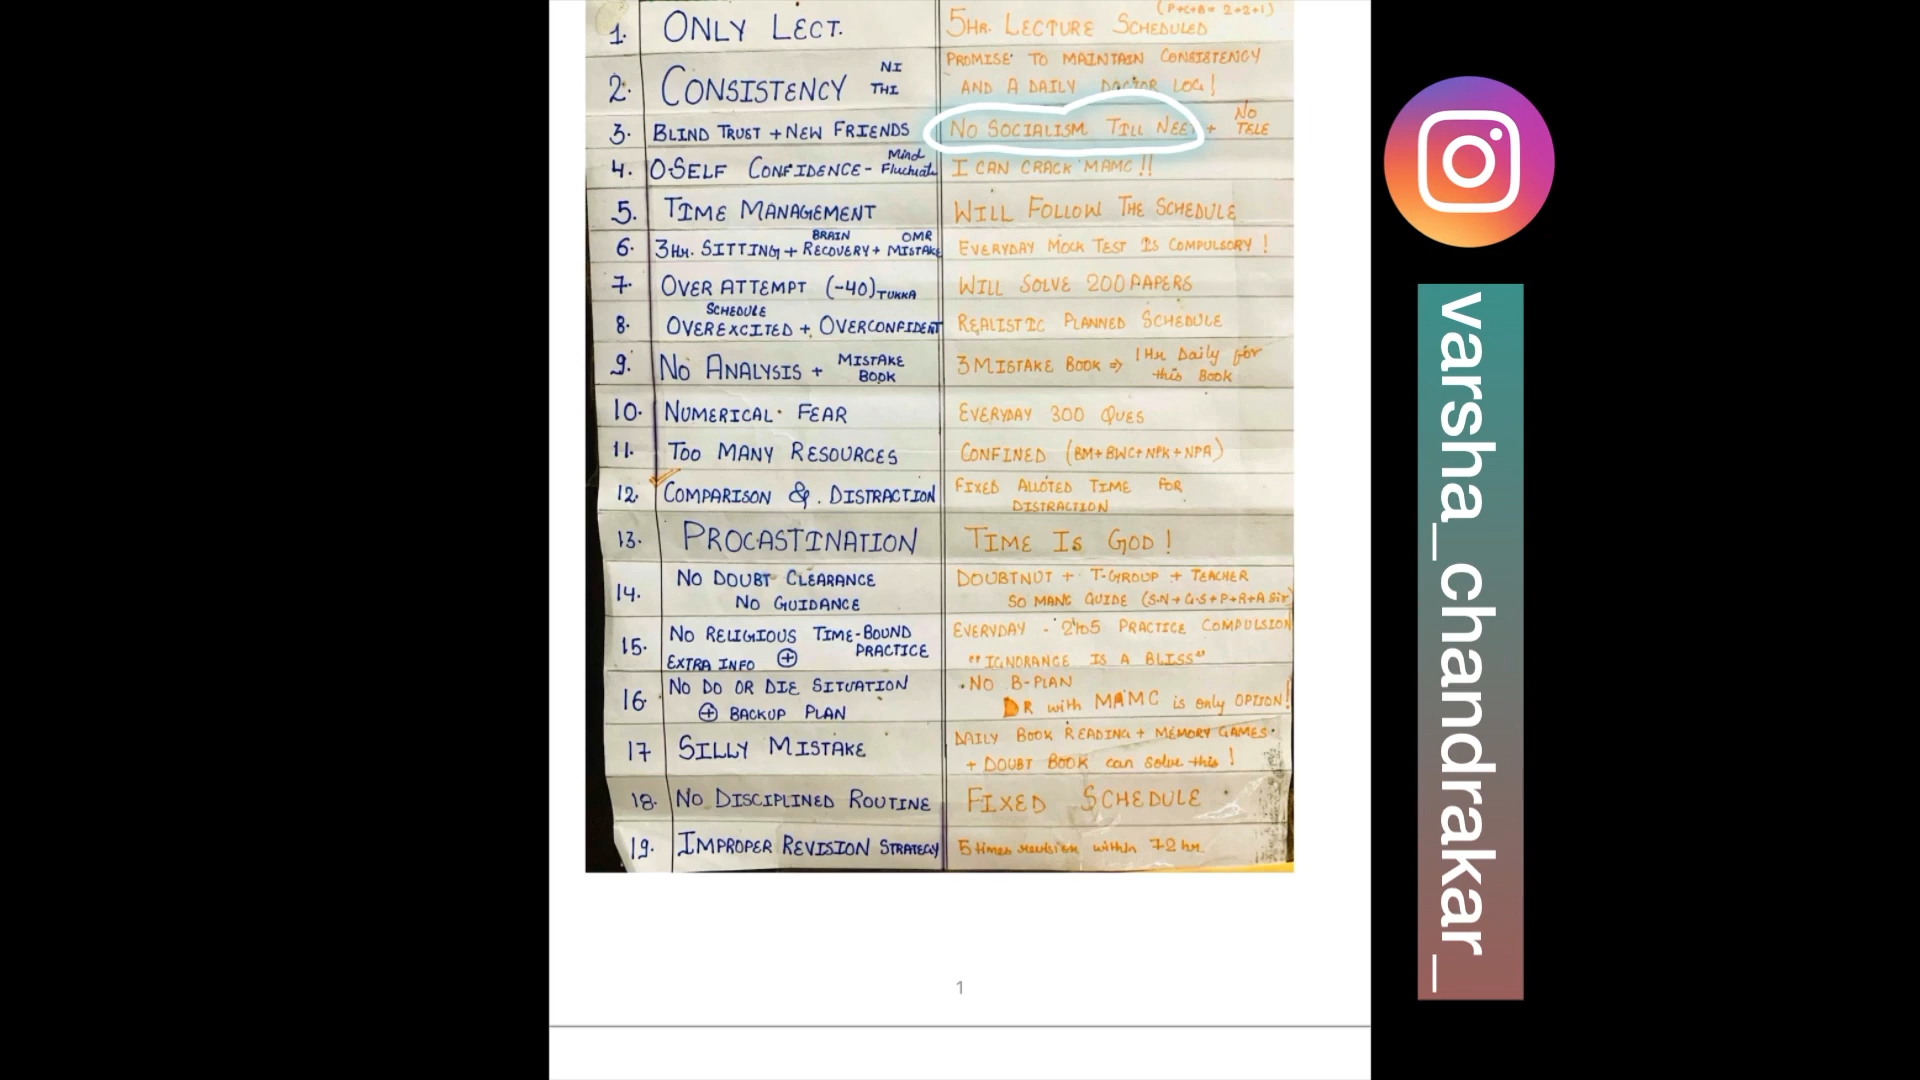 (P+C+B= 2+2+1)
1. ONLY LECT. 5HR. LECTURE SCHEDULED
2. CONSISTENCY NI THI PROMISE TO MAINTAIN CONSISTENCY
AND A DAILY DOCTOR LOG!
3. BLIND TRUST + NEW FRIENDS NO SOCIALISM TILL NEET + NO TELE
4. 0-SELF CONFIDENCE - Mind I CAN CRACK MAMC!!
5. TIME MANAGEMENT WILL FOLLOW THE SCHEDULE
6. 3Hr. SITTING + BRAIN RECOVERY + OMR MISTAKE EVERYDAY MOCK TEST IS COMPULSORY!
7. OVER ATTEMPT (-40) TUKKA WILL SOLVE 200 PAPERS
SCHEDULE
8. OVEREXCITED + OVERCONFIDENT REALISTIC PLANNED SCHEDULE
9. NO ANALYSIS + MISTAKE BOOK 3 MISTAKE BOOK ⇒ 1 Hr Daily for this BOOK
10. NUMERICAL FEAR EVERYDAY 300 QUES
11. TOO MANY RESOURCES CONFINED (BM+BWC+NPK+NPA)
12. COMPARISON & DISTRACTION FIXED ALLOTED TIME FOR
DISTRACTION
13. PROCASTINATION TIME IS GOD!
14. NO DOUBT CLEARANCE DOUBTNUT + T-GROUP + TEACHER
NO GUIDANCE SO MANY GUIDE (S.N+G.S+P+R+A Sir)
15. NO RELIGIOUS TIME-BOUND PRACTICE EVERYDAY - 2 to 5 PRACTICE COMPULSION
EXTRA INFO ⊕ "IGNORANCE IS A BLISS"
16. NO DO OR DIE SITUATION NO B-PLAN
⊕ BACKUP PLAN DR with MAMC is only OPTION!
17 SILLY MISTAKE DAILY BOOK READING + MEMORY GAMES
+ DOUBT BOOK can solve this!
18. NO DISCIPLINED ROUTINE FIXED SCHEDULE
19. IMPROPER REVISION STRATEGY 5 times revision within 72 hr
1
varsha_chandrakar_